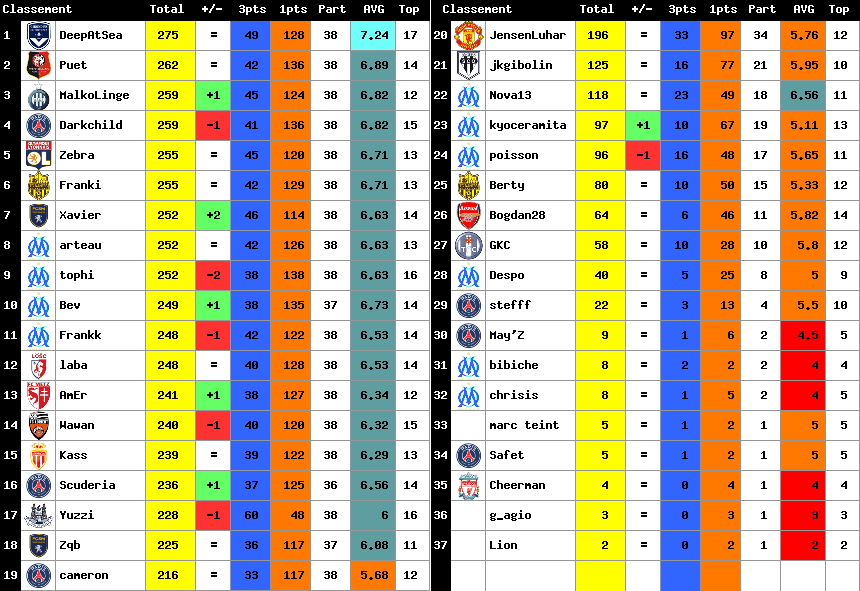 Classement Total +/- 3pts 1pts Part AVG Top
1 DeepAtSea 275 = 49 128 38 7.24 17
2 Puet 262 = 42 136 38 6.89 14
3 MalkoLinge 259 +1 45 124 38 6.82 12
4 Darkchild 259 -1 41 136 38 6.82 15
5 Zebra 255 = 45 120 38 6.71 13
6 Franki 255 = 42 129 38 6.71 13
7 Xavier 252 +2 46 114 38 6.63 14
8 arteau 252 = 42 126 38 6.63 13
9 tophi 252 -2 38 138 38 6.63 16
10 Bev 249 +1 38 135 37 6.73 14
11 Frankk 248 -1 42 122 38 6.53 14
12 laba 248 = 40 128 38 6.53 14
13 AmEr 241 +1 38 127 38 6.34 12
14 Wawan 240 -1 40 120 38 6.32 15
15 Kass 239 = 39 122 38 6.29 13
16 Scuderia 236 +1 37 125 36 6.56 14
17 Yuzzi 228 -1 60 48 38 6 16
18 Zqb 225 = 36 117 37 6.08 11
19 cameron 216 = 33 117 38 5.68 12
Classement Total +/- 3pts 1pts Part AVG Top
20 JensenLuhar 196 = 33 97 34 5.76 12
21 jkgibolin 125 = 16 77 21 5.95 10
22 Nova13 118 = 23 49 18 6.56 11
23 kyoceramita 97 +1 10 67 19 5.11 13
24 poisson 96 -1 16 48 17 5.65 11
25 Berty 80 = 10 50 15 5.33 12
26 Bogdan28 64 = 6 46 11 5.82 14
27 GKC 58 = 10 28 10 5.8 12
28 Despo 40 = 5 25 8 5 9
29 stefff 22 = 3 13 4 5.5 10
30 May'Z 9 = 1 6 2 4.5 5
31 bibiche 8 = 2 2 2 4 4
32 chrisis 8 = 1 5 2 4 5
33 marc teint 5 = 1 2 1 5 5
34 Safet 5 = 1 2 1 5 5
35 Cheerman 4 = 0 4 1 4 4
36 g_agio 3 = 0 3 1 3 3
37 Lion 2 = 0 2 1 2 2